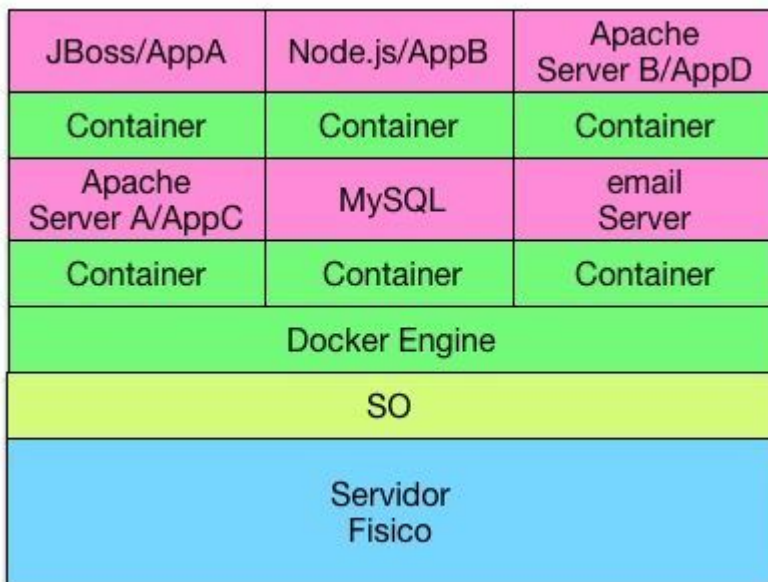 JBoss/AppA
Node.js/AppB
Apache
Server B/AppD
Container
Container
Container
Apache
Server A/AppC
MySQL
email
Server
Container
Container
Container
Docker Engine
SO
Servidor
Fisico